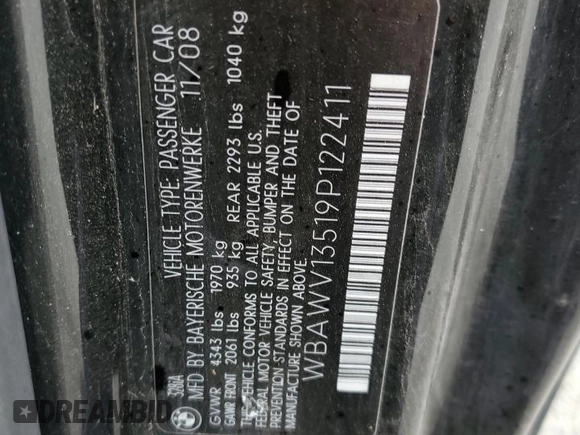 VEHICLE TYPE: PASSENGER CAR
MFD BY BAYERISCHE MOTORENWERKE 11/08
GVWR 4343 lbs 1970 kg
GAWR FRONT 2061 lbs 935 kg REAR 2293 lbs 1040 kg
VEHICLE CONFORMS TO ALL APPLICABLE U.S.
FEDERAL MOTOR VEHICLE SAFETY, BUMPER AND THEFT
PREVENTION STANDARDS IN EFFECT ON THE DATE OF
MANUFACTURE SHOWN ABOVE.
WBAWV13519P122411
DREAMBID